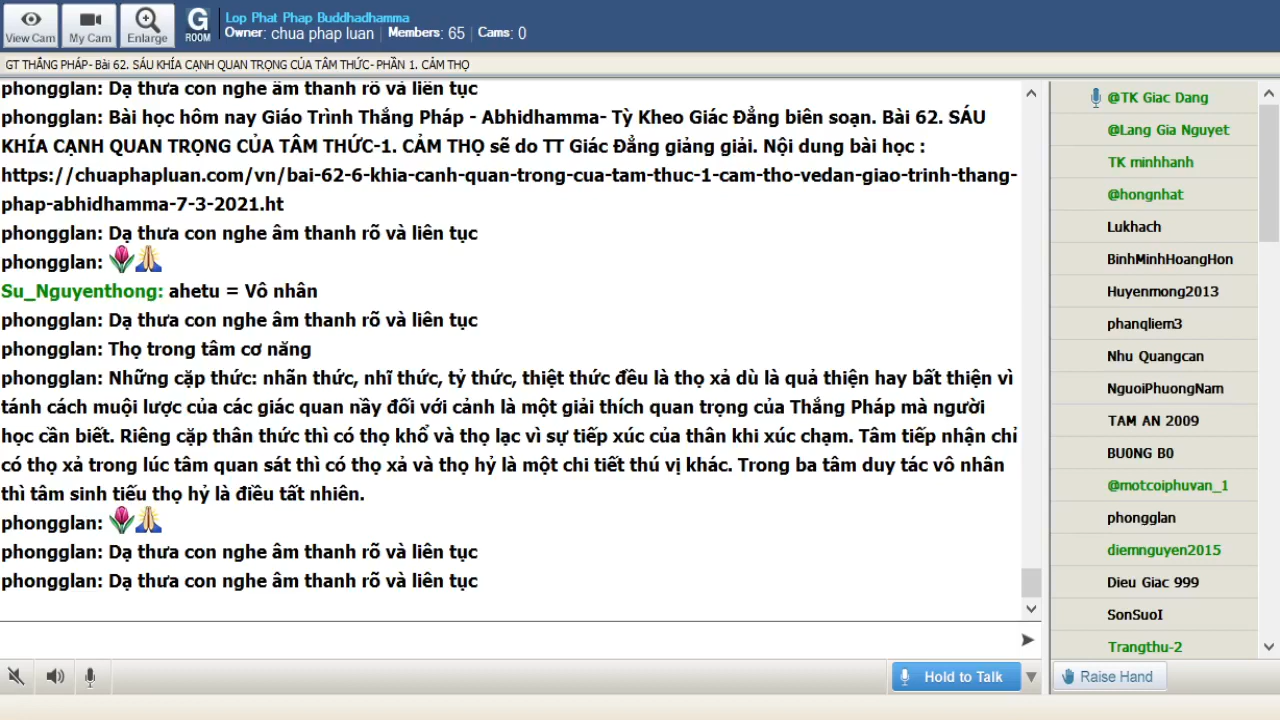 View Cam
My Cam
Enlarge
G
ROOM
Lop Phat Phap Buddhadhamma
Owner: chua phap luan | Members: 65 | Cams: 0
GT THẮNG PHÁP- Bài 62. SÁU KHÍA CẠNH QUAN TRỌNG CỦA TÂM THỨC- PHẦN 1. CẢM THỌ
phongglan: Dạ thưa con nghe âm thanh rõ và liên tục
phongglan: Bài học hôm nay Giáo Trình Thắng Pháp - Abhidhamma- Tỳ Kheo Giác Đẳng biên soạn. Bài 62. SÁU
KHÍA CẠNH QUAN TRỌNG CỦA TÂM THỨC-1. CẢM THỌ sẽ do TT Giác Đẳng giảng giải. Nội dung bài học :
https://chuaphapluan.com/vn/bai-62-6-khia-canh-quan-trong-cua-tam-thuc-1-cam-tho-vedan-giao-trinh-thang-
phap-abhidhamma-7-3-2021.ht
phongglan: Dạ thưa con nghe âm thanh rõ và liên tục
phongglan:
Su_Nguyenthong: ahetu = Vô nhân
phongglan: Dạ thưa con nghe âm thanh rõ và liên tục
phongglan: Thọ trong tâm cơ năng
phongglan: Những cặp thức: nhãn thức, nhĩ thức, tỷ thức, thiệt thức đều là thọ xả dù là quả thiện hay bất thiện vì
tánh cách muội lược của các giác quan nầy đối với cảnh là một giải thích quan trọng của Thắng Pháp mà người
học cần biết. Riêng cặp thân thức thì có thọ khổ và thọ lạc vì sự tiếp xúc của thân khi xúc chạm. Tâm tiếp nhận chỉ
có thọ xả trong lúc tâm quan sát thì có thọ xả và thọ hỷ là một chi tiết thú vị khác. Trong ba tâm duy tác vô nhân
thì tâm sinh tiếu thọ hỷ là điều tất nhiên.
phongglan:
phongglan: Dạ thưa con nghe âm thanh rõ và liên tục
phongglan: Dạ thưa con nghe âm thanh rõ và liên tục
Hold to Talk
@TK Giac Dang
@Lang Gia Nguyet
TK minhhanh
@hongnhat
Lukhach
BinhMinhHoangHon
Huyenmong2013
phanqliem3
Nhu Quangcan
NguoiPhuongNam
TAM AN 2009
BU0NG B0
@motcoiphuvan_1
phongglan
diemnguyen2015
Dieu Giac 999
SonSuoI
Trangthu-2
Raise Hand